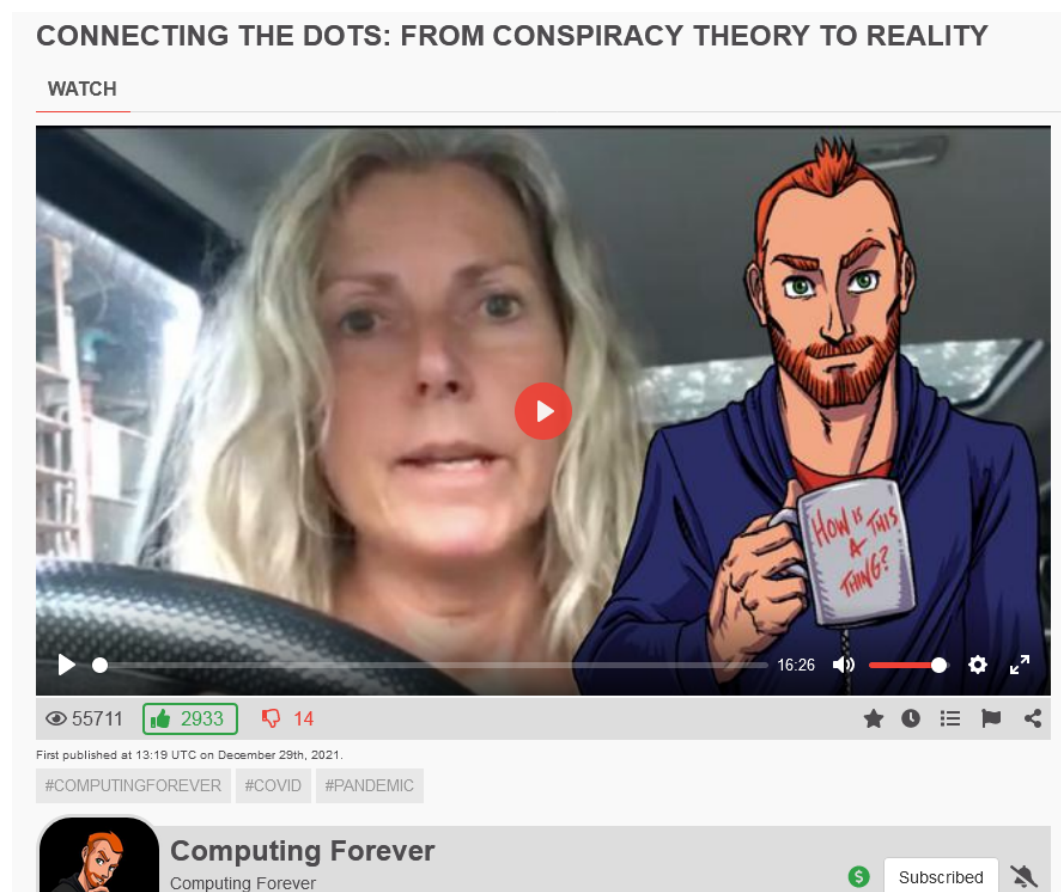 CONNECTING THE DOTS: FROM CONSPIRACY THEORY TO REALITY
WATCH
HOW IS
A THIS
THING?
16:26
55711 2933 14
First published at 13:19 UTC on December 29th, 2021.
#COMPUTINGFOREVER #COVID #PANDEMIC
Computing Forever
Computing Forever
$ Subscribed